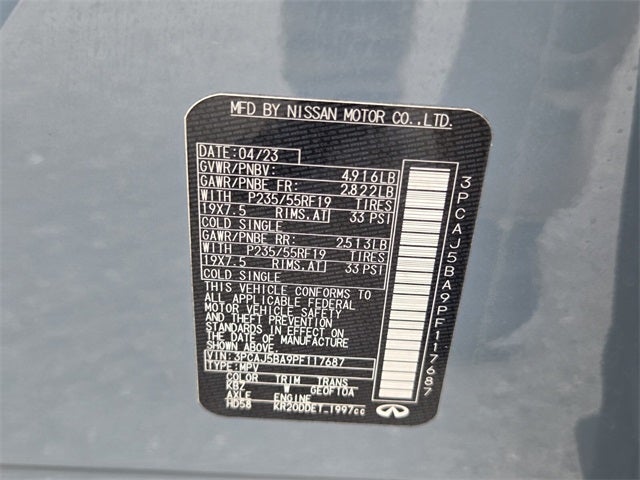 MFD BY NISSAN MOTOR CO.,LTD.
DATE: 04/23
GVWR/PNBV: 4,916LB
GAWR/PNBE FR: 2,822LB
WITH P235/55RF19 TIRES
19X7.5 RIMS.AT 33 PSI
COLD SINGLE
GAWR/PNBE RR: 2,513LB
WITH P235/55RF19 TIRES
19X7.5 RIMS.AT 33 PSI
COLD SINGLE
THIS VEHICLE CONFORMS TO
ALL APPLICABLE FEDERAL
MOTOR VEHICLE SAFETY
STANDARDS IN EFFECT ON
THE DATE OF MANUFACTURE
SHOWN ABOVE.
VIN: 3PCAJ5BA9PF117687
TYPE: MPV
COLOR TRIM TRANS
KBZ W GE0F10A
AXLE ENGINE
HD58 KR20DDET 1997cc
3PCAJ5BA9PF117687